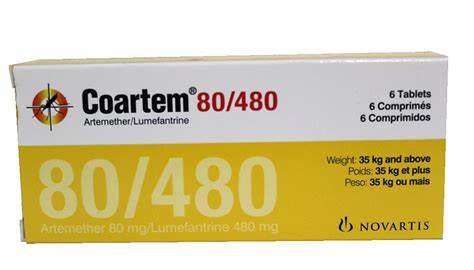 Coartem® 80/480
Artemether/Lumefantrine
6 Tablets
6 Comprimés
6 Comprimidos
Weight: 35 kg and above
Poids: 35 kg et plus
Peso: 35 kg ou mais
80/480
Artemether 80 mg/Lumefantrine 480 mg
NOVARTIS